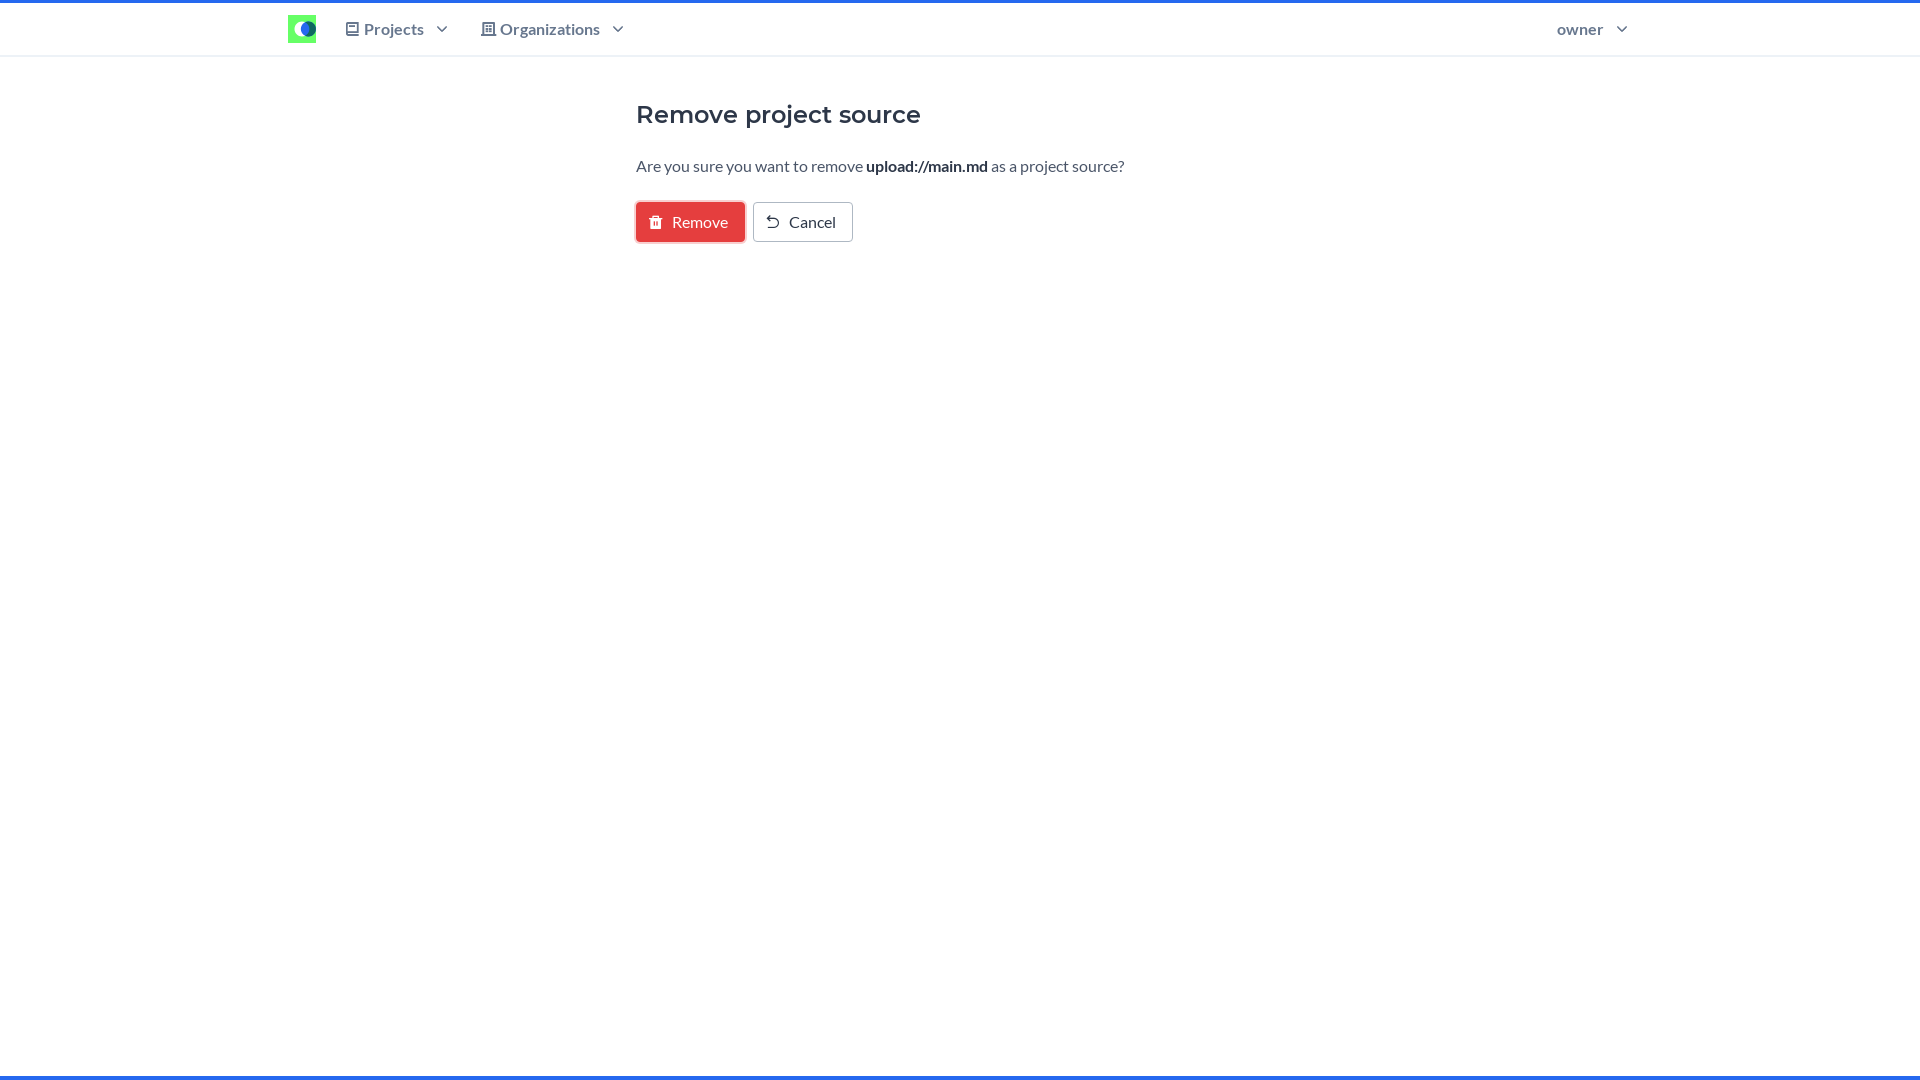 Projects
Organizations
owner
Remove project source
Are you sure you want to remove upload://main.md as a project source?
Remove
Cancel